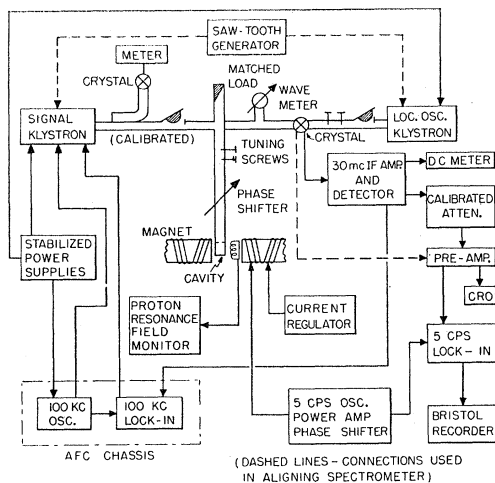 METER
SAW-TOOTH
GENERATOR
CRYSTAL
MATCHED
LOAD
WAVE
METER
SIGNAL
KLYSTRON
(CALIBRATED)
CRYSTAL
LOC. OSC.
KLYSTRON
TUNING
SCREWS
30mc IF AMP.
AND
DETECTOR
DC METER
PHASE
SHIFTER
CALIBRATED
ATTEN.
MAGNET
STABILIZED
POWER
SUPPLIES
CAVITY
PRE-AMP.
CRO
PROTON
RESONANCE
FIELD
MONITOR
CURRENT
REGULATOR
5 CPS
LOCK-IN
100 KC
OSC.
100 KC
LOCK-IN
5 CPS OSC.
POWER AMP
PHASE SHIFTER
BRISTOL
RECORDER
AFC CHASSIS
(DASHED LINES-CONNECTIONS USED
IN ALIGNING SPECTROMETER)